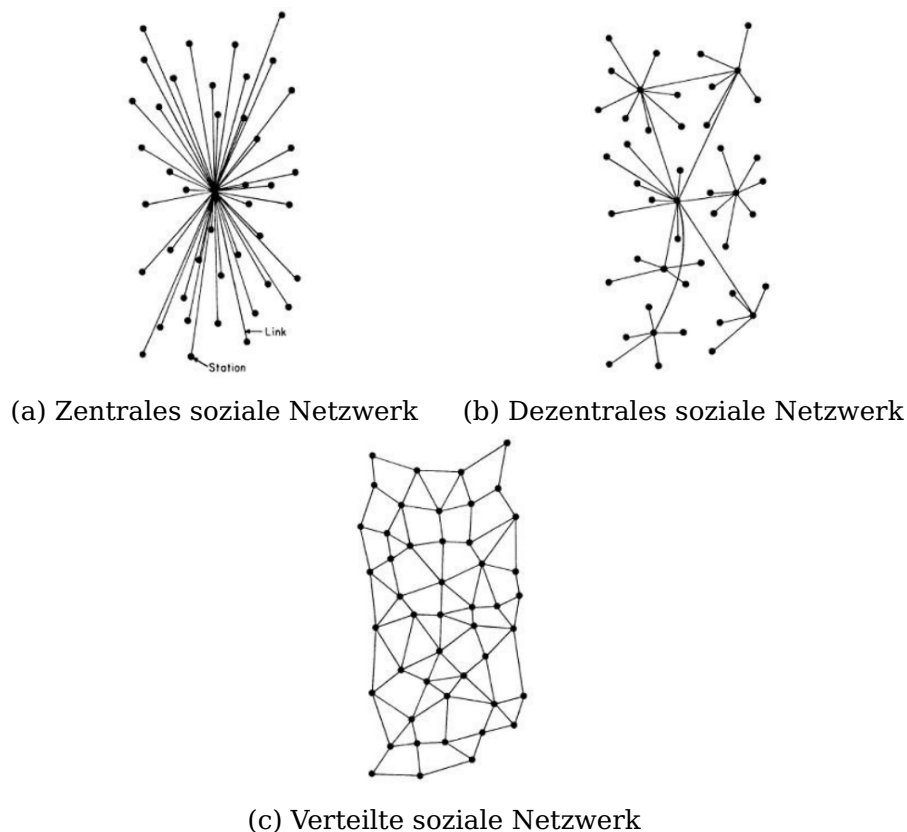 Link
Station
(a) Zentrales soziale Netzwerk
(b) Dezentrales soziale Netzwerk
(c) Verteilte soziale Netzwerk